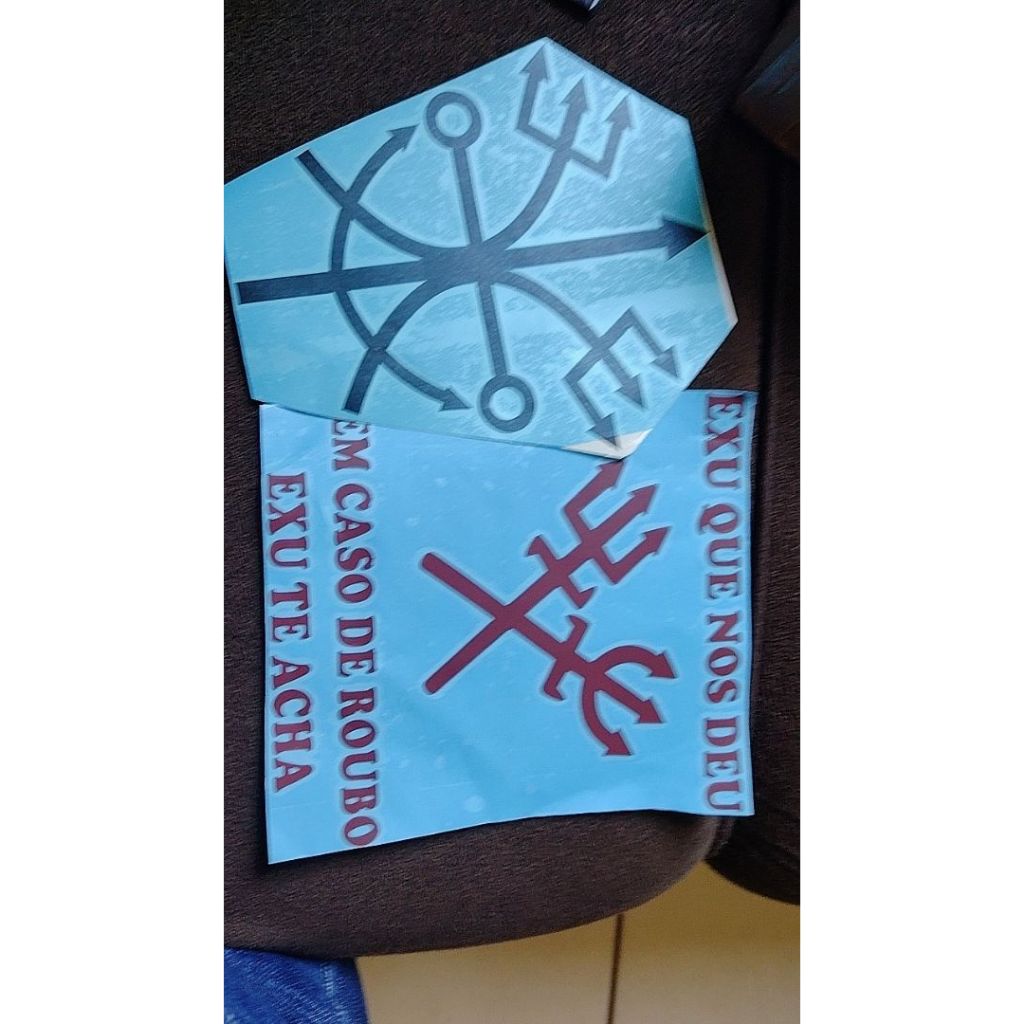 EXU QUE NOS DEU
EM CASO DE ROUBO
EXU TE ACHA